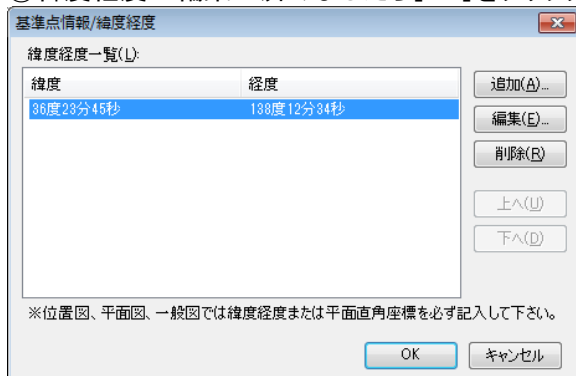 基準点情報/緯度経度
緯度経度一覧(L):
緯度 経度
36度23分45秒 138度12分34秒
追加(A)...
編集(E)...
削除(R)
上へ(U)
下へ(D)
※位置図、平面図、一般図では緯度経度または平面直角座標を必ず記入して下さい。
OK キャンセル